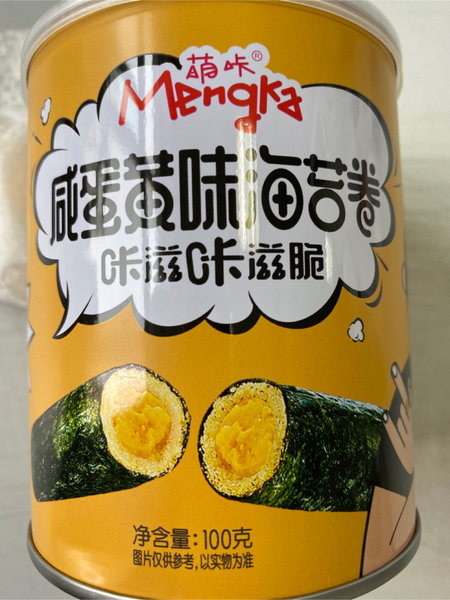 萌咔®
Mengka
咸蛋黄味海苔卷
咔滋咔滋脆
净含量:100克
图片仅供参考,以实物为准